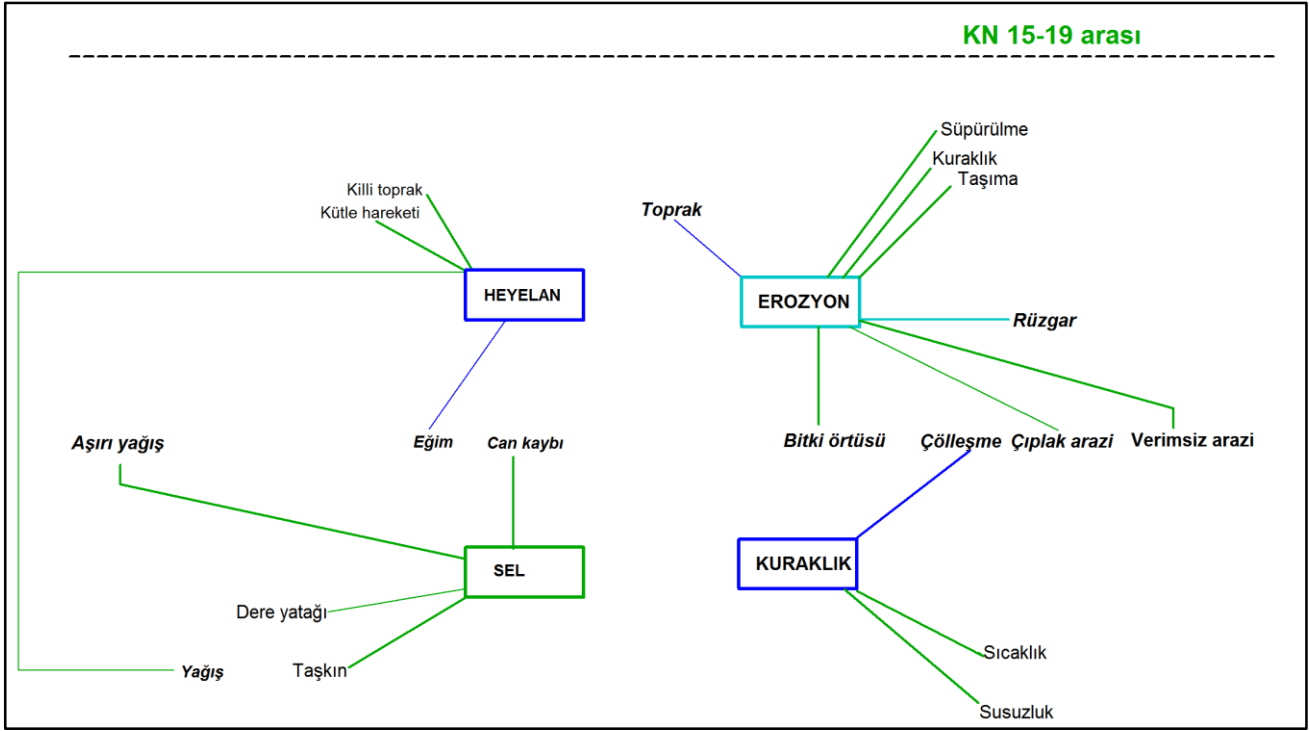 KN 15-19 arası
Süpürülme
Kuraklık
Taşıma
Killi toprak
Kütle hareketi
Toprak
HEYELAN
EROZYON
Rüzgar
Aşırı yağış
Eğim
Can kaybı
Bitki örtüsü
Çölleşme
Çıplak arazi
Verimsiz arazi
SEL
KURAKLIK
Dere yatağı
Yağış
Taşkın
Sıcaklık
Susuzluk